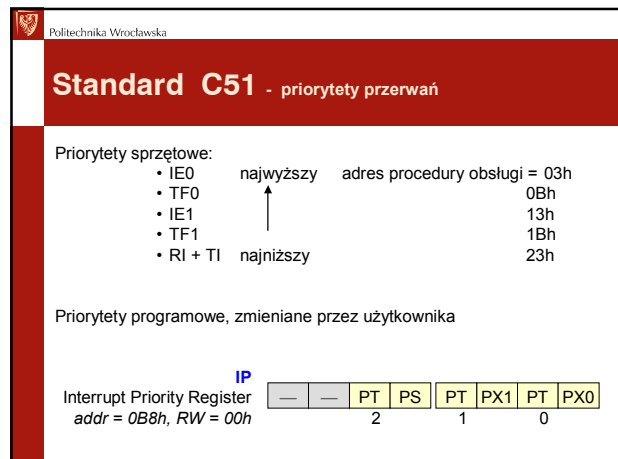 Politechnika Wrocławska
Standard C51 - priorytety przerwań
Priorytety sprzętowe:
• IE0 najwyższy adres procedury obsługi = 03h
• TF0 0Bh
• IE1 13h
• TF1 1Bh
• RI + TI najniższy 23h
Priorytety programowe, zmieniane przez użytkownika
IP
Interrupt Priority Register — — PT PS PT PX1 PT PX0
addr = 0B8h, RW = 00h 2 1 0